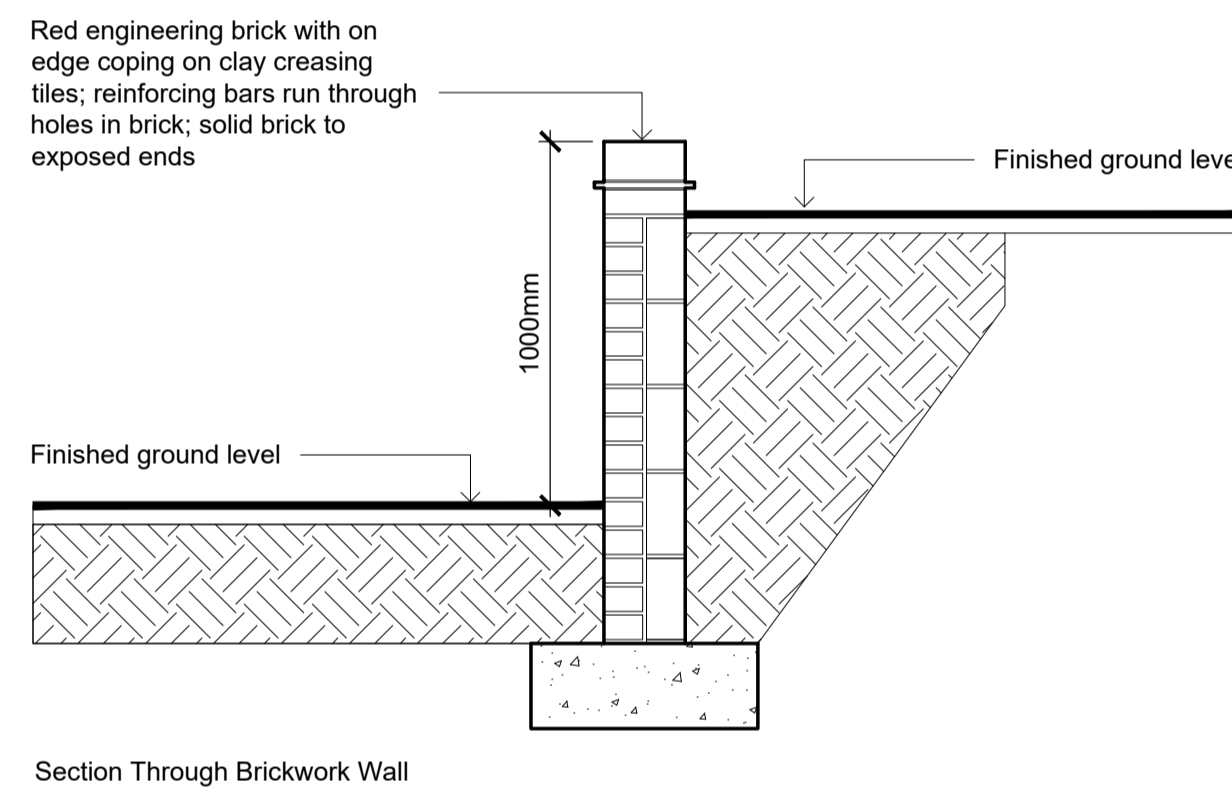 Red engineering brick with on
edge coping on clay creasing
tiles; reinforcing bars run through
holes in brick; solid brick to
exposed ends
Finished ground leve
1000mm
Finished ground level
Section Through Brickwork Wall